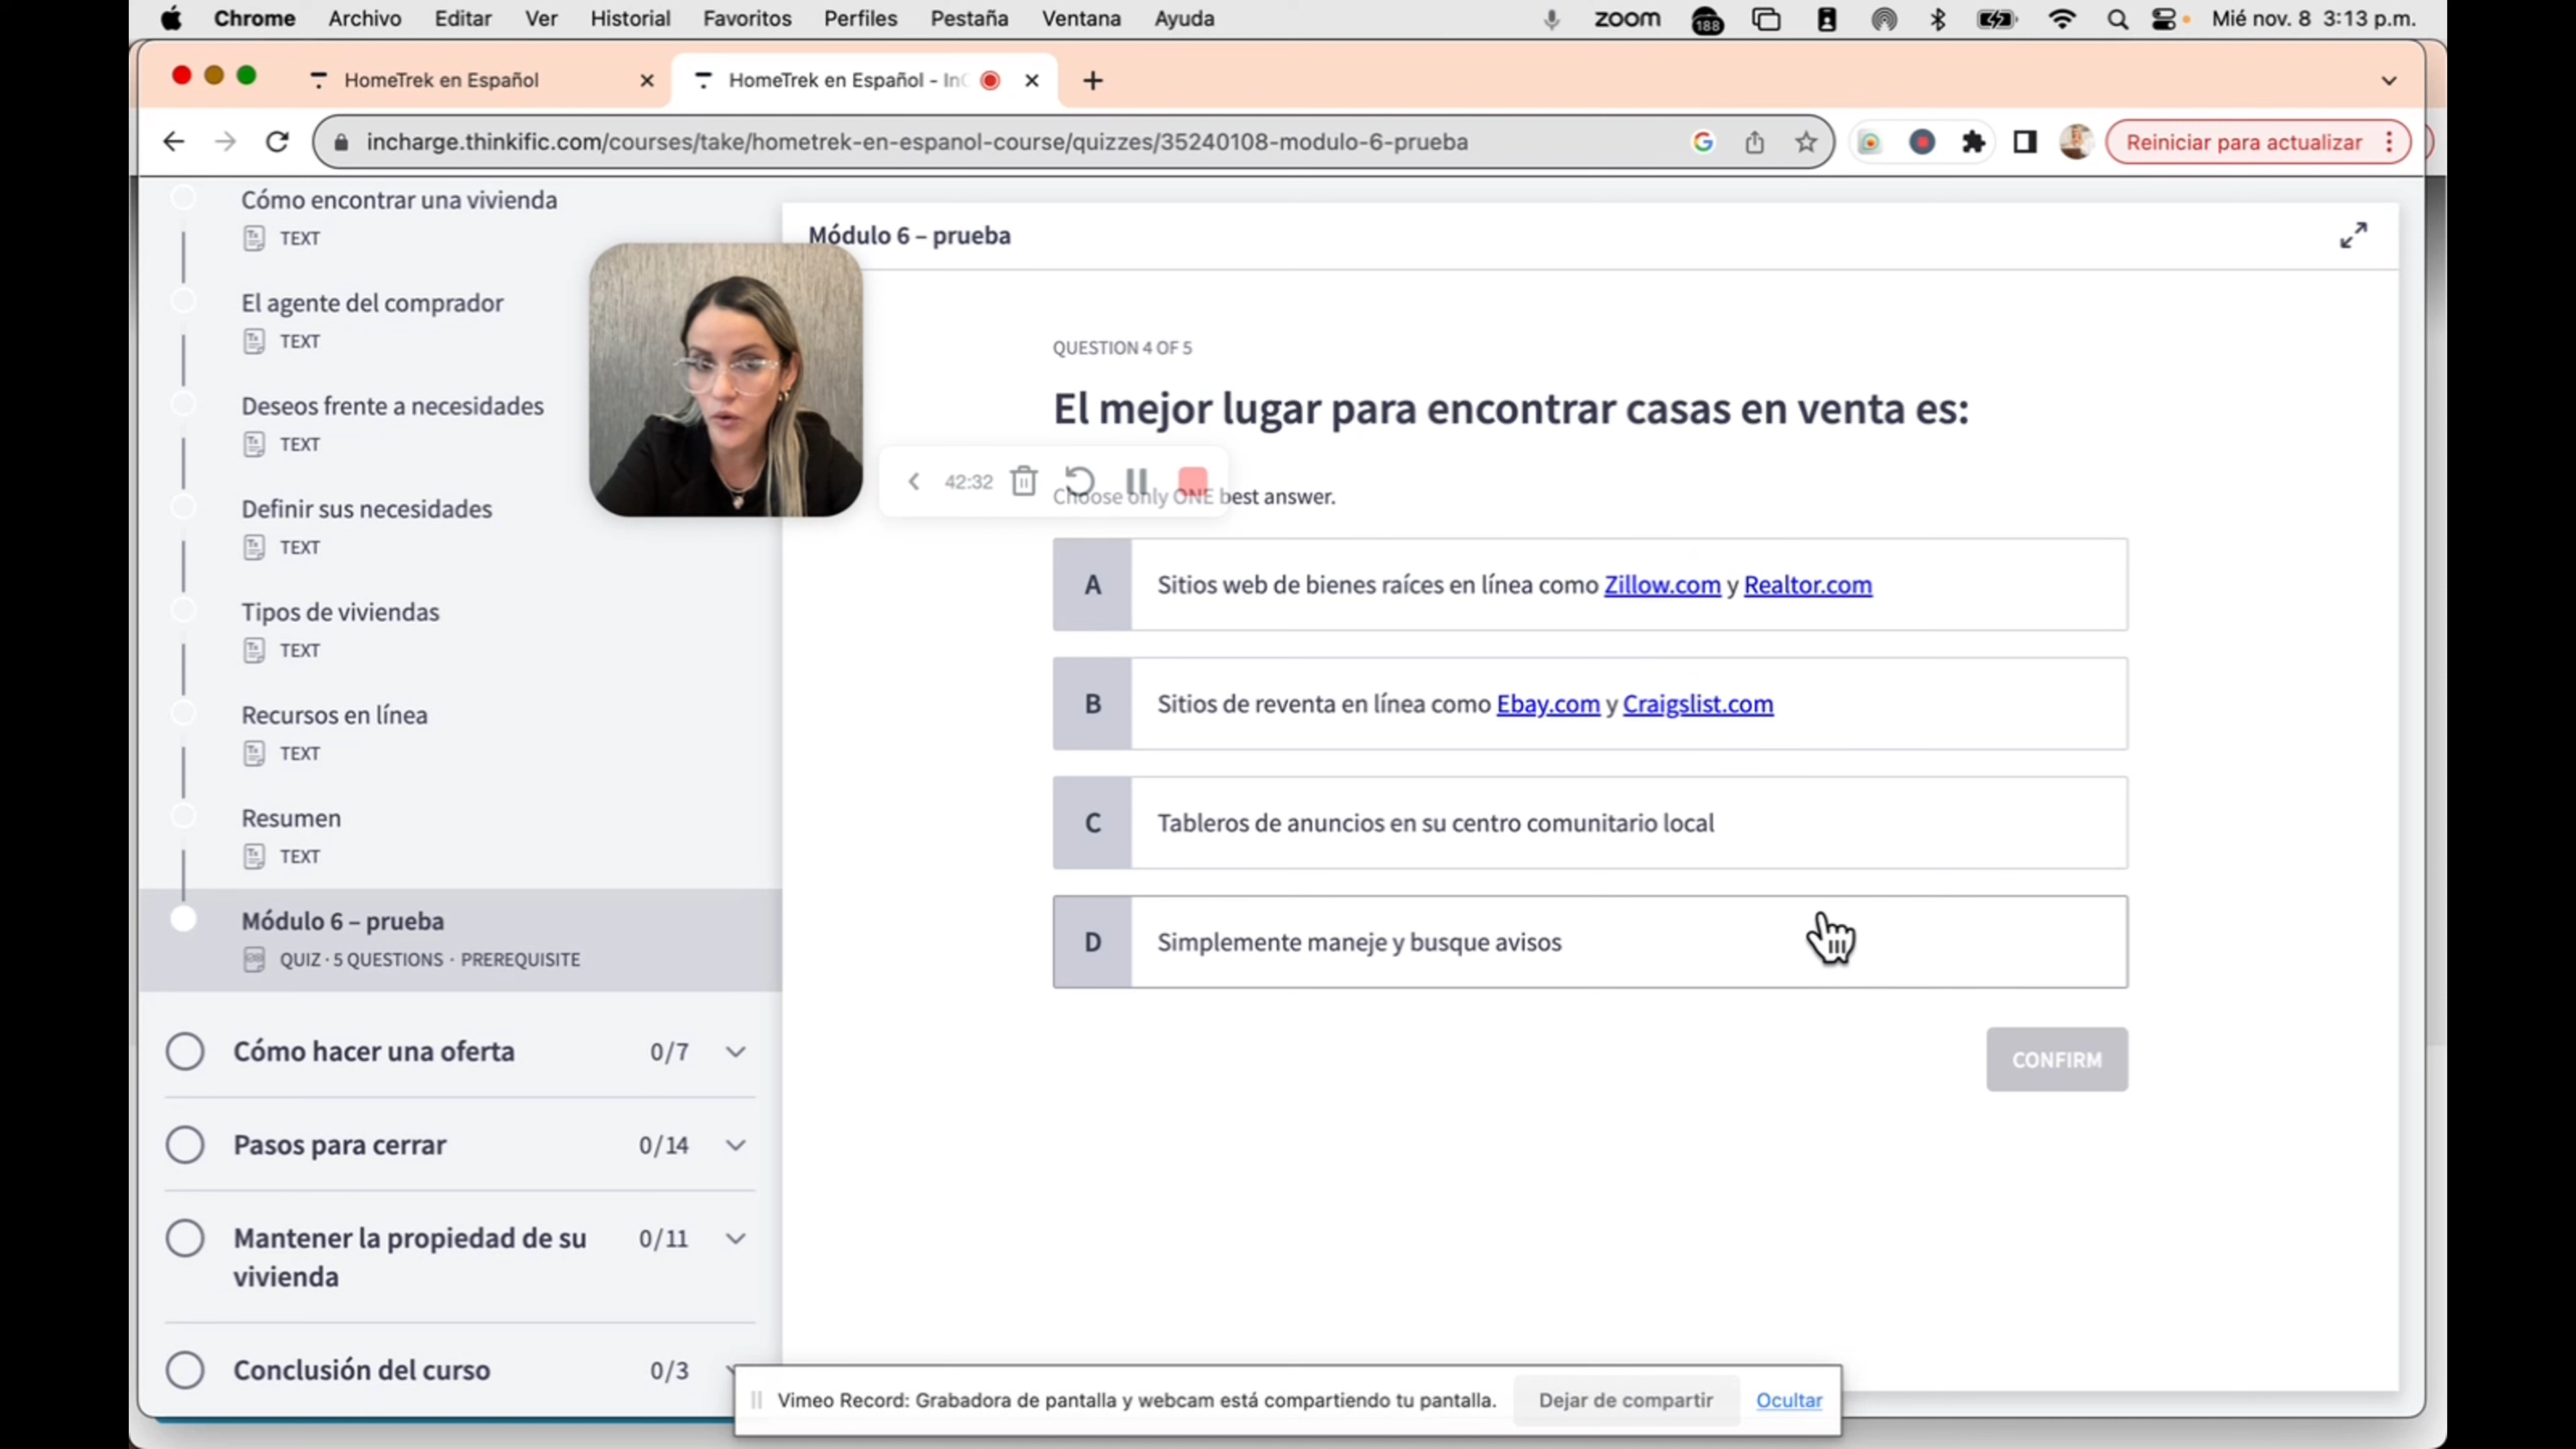 Chrome Archivo Editar Ver Historial Favoritos Perfiles Pestaña Ventana Ayuda zoom 188 Mié nov. 8 3:13 p.m.
HomeTrek en Español
HomeTrek en Español - In
incharge.thinkific.com/courses/take/hometrek-en-espanol-course/quizzes/35240108-modulo-6-prueba
Reiniciar para actualizar
Cómo encontrar una vivienda
TEXT
El agente del comprador
TEXT
Deseos frente a necesidades
TEXT
Definir sus necesidades
TEXT
Tipos de viviendas
TEXT
Recursos en línea
TEXT
Resumen
TEXT
Módulo 6 – prueba
QUIZ · 5 QUESTIONS · PREREQUISITE
Cómo hacer una oferta 0/7
Pasos para cerrar 0/14
Mantener la propiedad de su
vivienda 0/11
Conclusión del curso 0/3
Módulo 6 – prueba
QUESTION 4 OF 5
El mejor lugar para encontrar casas en venta es:
42:32
Choose only ONE best answer.
A Sitios web de bienes raíces en línea como Zillow.com y Realtor.com
B Sitios de reventa en línea como Ebay.com y Craigslist.com
C Tableros de anuncios en su centro comunitario local
D Simplemente maneje y busque avisos
CONFIRM
Vimeo Record: Grabadora de pantalla y webcam está compartiendo tu pantalla. Dejar de compartir Ocultar